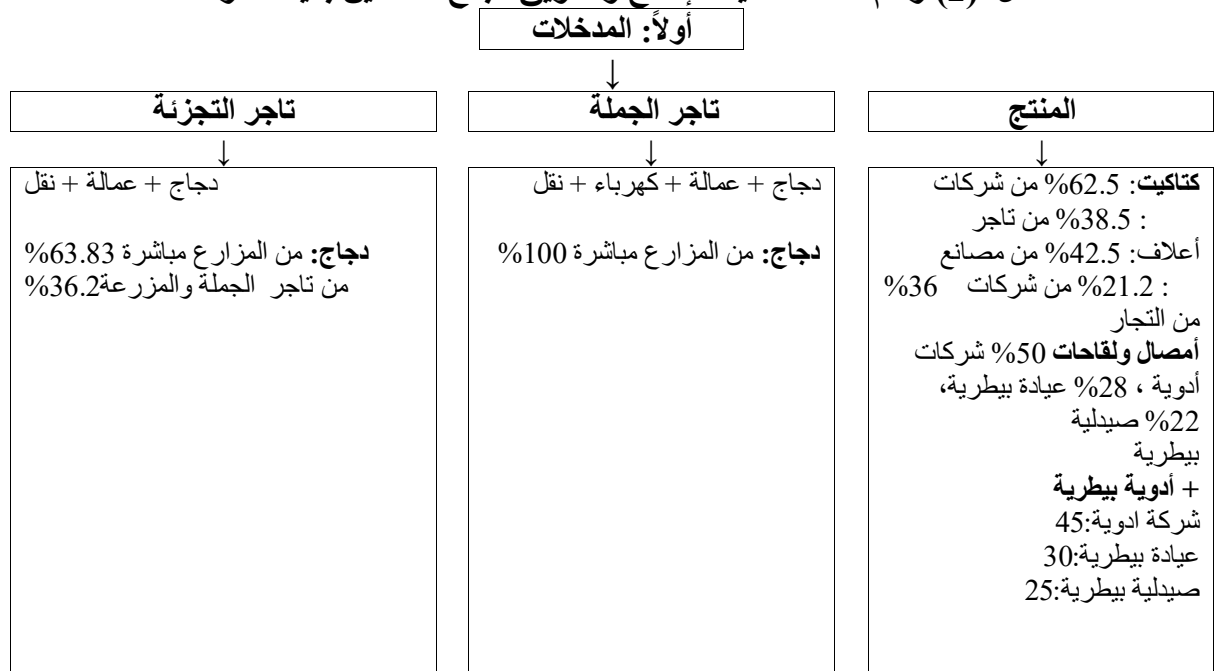 أولاً: المدخلات
↓
المنتج
تاجر الجملة
تاجر التجزئة
↓
↓
↓
كتاكيت: 62.5% من شركات
: 38.5% من تاجر
أعلاف: 42.5% من مصانع
: 21.2% من شركات 36%
من التجار
أمصال ولقاحات 50% شركات
أدوية ، 28% عيادة بيطرية،
22% صيدلية
بيطرية
+ أدوية بيطرية
شركة ادوية:45
عيادة بيطرية:30
صيدلية بيطرية:25
دجاج + عمالة + كهرباء + نقل
دجاج: من المزارع مباشرة 100%
دجاج + عمالة + نقل
دجاج: من المزارع مباشرة 63.83%
من تاجر الجملة والمزرعة36.2%